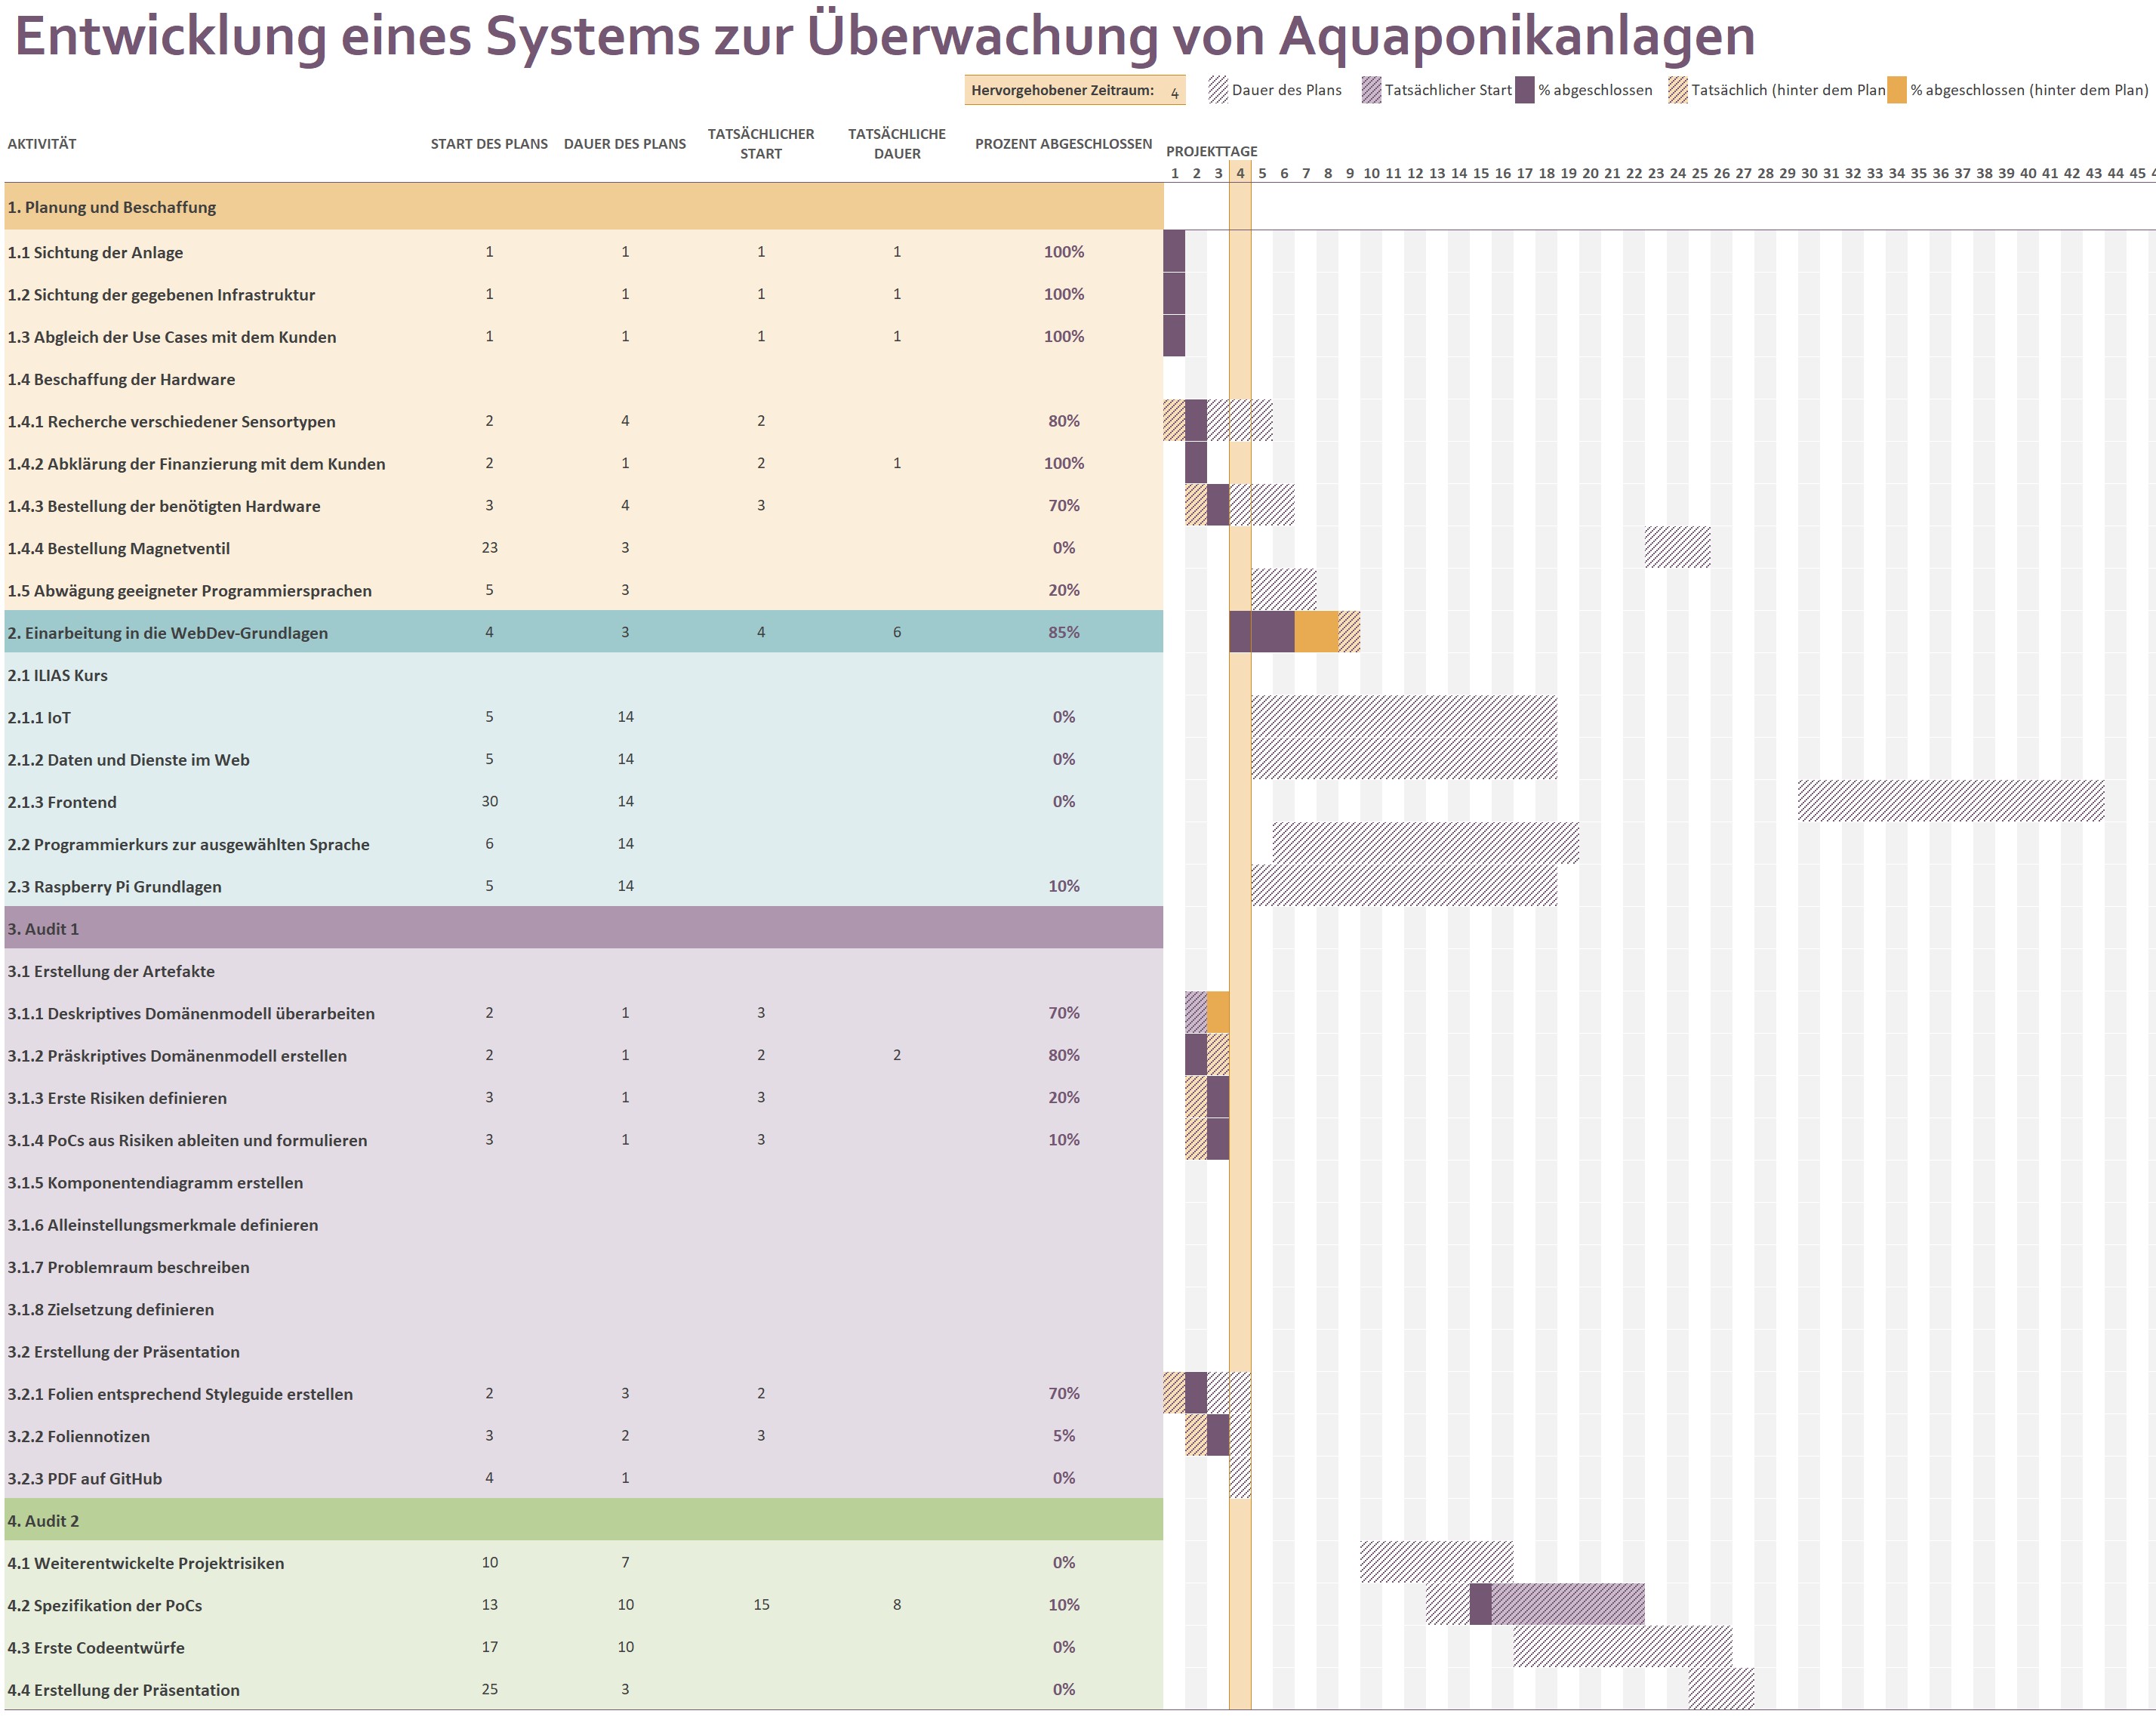 Entwicklung eines Systems zur Überwachung von Aquaponikanlagen
Hervorgehobener Zeitraum: 4 Dauer des Plans Tatsächlicher Start % abgeschlossen Tatsächlich (hinter dem Plan % abgeschlossen (hinter dem Plan)
AKTIVITÄT START DES PLANS DAUER DES PLANS TATSÄCHLICHER START TATSÄCHLICHE DAUER PROZENT ABGESCHLOSSEN PROJEKTTAGE
1 2 3 4 5 6 7 8 9 10 11 12 13 14 15 16 17 18 19 20 21 22 23 24 25 26 27 28 29 30 31 32 33 34 35 36 37 38 39 40 41 42 43 44 45
1. Planung und Beschaffung
1.1 Sichtung der Anlage 1 1 1 1 100%
1.2 Sichtung der gegebenen Infrastruktur 1 1 1 1 100%
1.3 Abgleich der Use Cases mit dem Kunden 1 1 1 1 100%
1.4 Beschaffung der Hardware
1.4.1 Recherche verschiedener Sensortypen 2 4 2 80%
1.4.2 Abklärung der Finanzierung mit dem Kunden 2 1 2 1 100%
1.4.3 Bestellung der benötigten Hardware 3 4 3 70%
1.4.4 Bestellung Magnetventil 23 3 0%
1.5 Abwägung geeigneter Programmiersprachen 5 3 20%
2. Einarbeitung in die WebDev-Grundlagen 4 3 4 6 85%
2.1 ILIAS Kurs
2.1.1 IoT 5 14 0%
2.1.2 Daten und Dienste im Web 5 14 0%
2.1.3 Frontend 30 14 0%
2.2 Programmierkurs zur ausgewählten Sprache 6 14
2.3 Raspberry Pi Grundlagen 5 14 10%
3. Audit 1
3.1 Erstellung der Artefakte
3.1.1 Deskriptives Domänenmodell überarbeiten 2 1 3 70%
3.1.2 Präskriptives Domänenmodell erstellen 2 1 2 2 80%
3.1.3 Erste Risiken definieren 3 1 3 20%
3.1.4 PoCs aus Risiken ableiten und formulieren 3 1 3 10%
3.1.5 Komponentendiagramm erstellen
3.1.6 Alleinstellungsmerkmale definieren
3.1.7 Problemraum beschreiben
3.1.8 Zielsetzung definieren
3.2 Erstellung der Präsentation
3.2.1 Folien entsprechend Styleguide erstellen 2 3 2 70%
3.2.2 Foliennotizen 3 2 3 5%
3.2.3 PDF auf GitHub 4 1 0%
4. Audit 2
4.1 Weiterentwickelte Projektrisiken 10 7 0%
4.2 Spezifikation der PoCs 13 10 15 8 10%
4.3 Erste Codeentwürfe 17 10 0%
4.4 Erstellung der Präsentation 25 3 0%